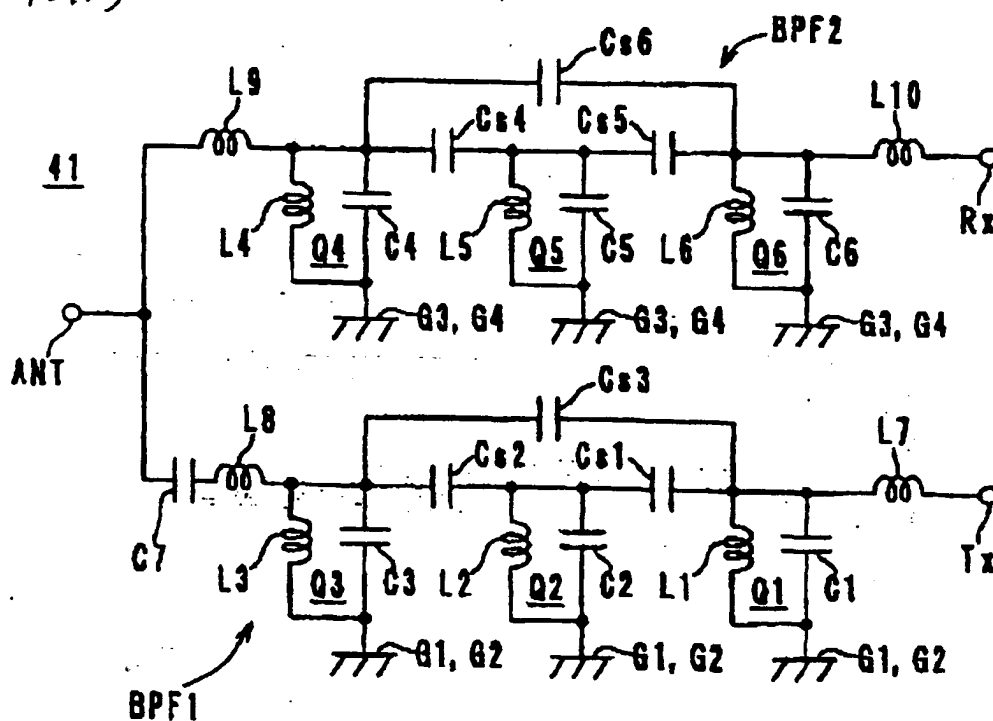 BPF2
Cs6
L9
L10
Cs4
Cs5
41
L4
Q4
C4
L5
Q5
C5
L6
Q6
C6
Rx
G3, G4
G3, G4
G3, G4
ANT
Cs3
L8
L7
Cs2
Cs1
C7
L3
Q3
C3
L2
Q2
C2
L1
Q1
C1
Tx
G1, G2
G1, G2
G1, G2
BPF1